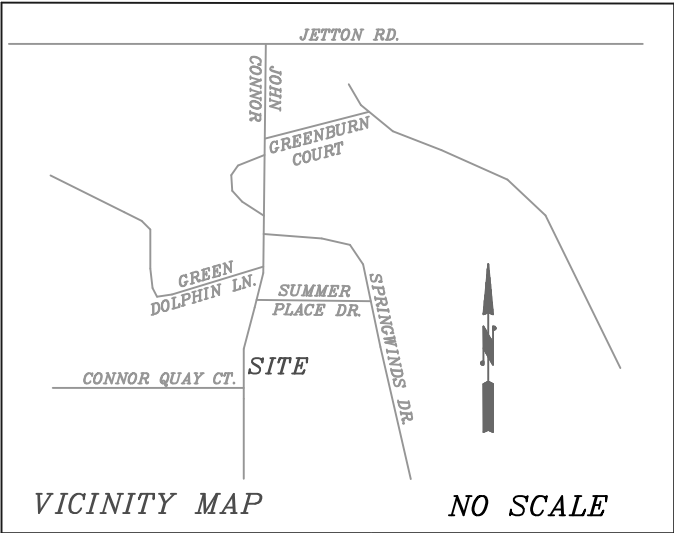 JETTON RD.
JOHN
CONNOR
GREENBURN
COURT
GREEN
DOLPHIN LN.
SUMMER
PLACE DR.
SPRINGWINDS DR.
N
SITE
CONNOR QUAY CT.
VICINITY MAP
NO SCALE